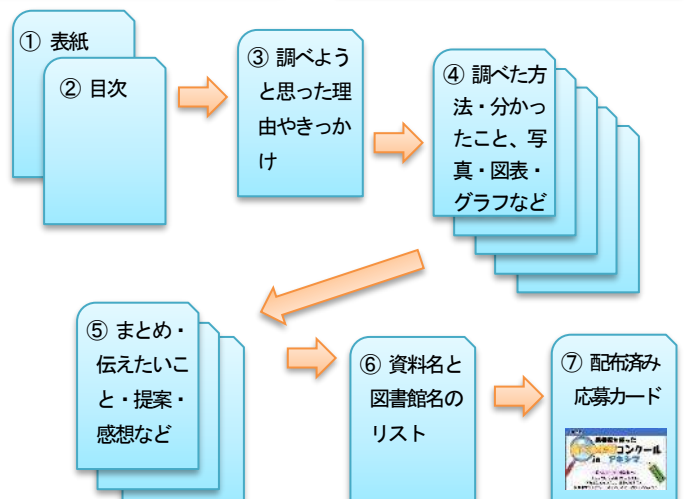 ① 表紙
② 目次
③ 調べよう
と思った理
由やきっか
け
④ 調べた方
法・分かっ
たこと、写
真・図表・
グラフなど
⑤ まとめ・
伝えたいこ
と・提案・
感想など
⑥ 資料名と
図書館名の
リスト
⑦ 配布済み
応募カード
コンクール